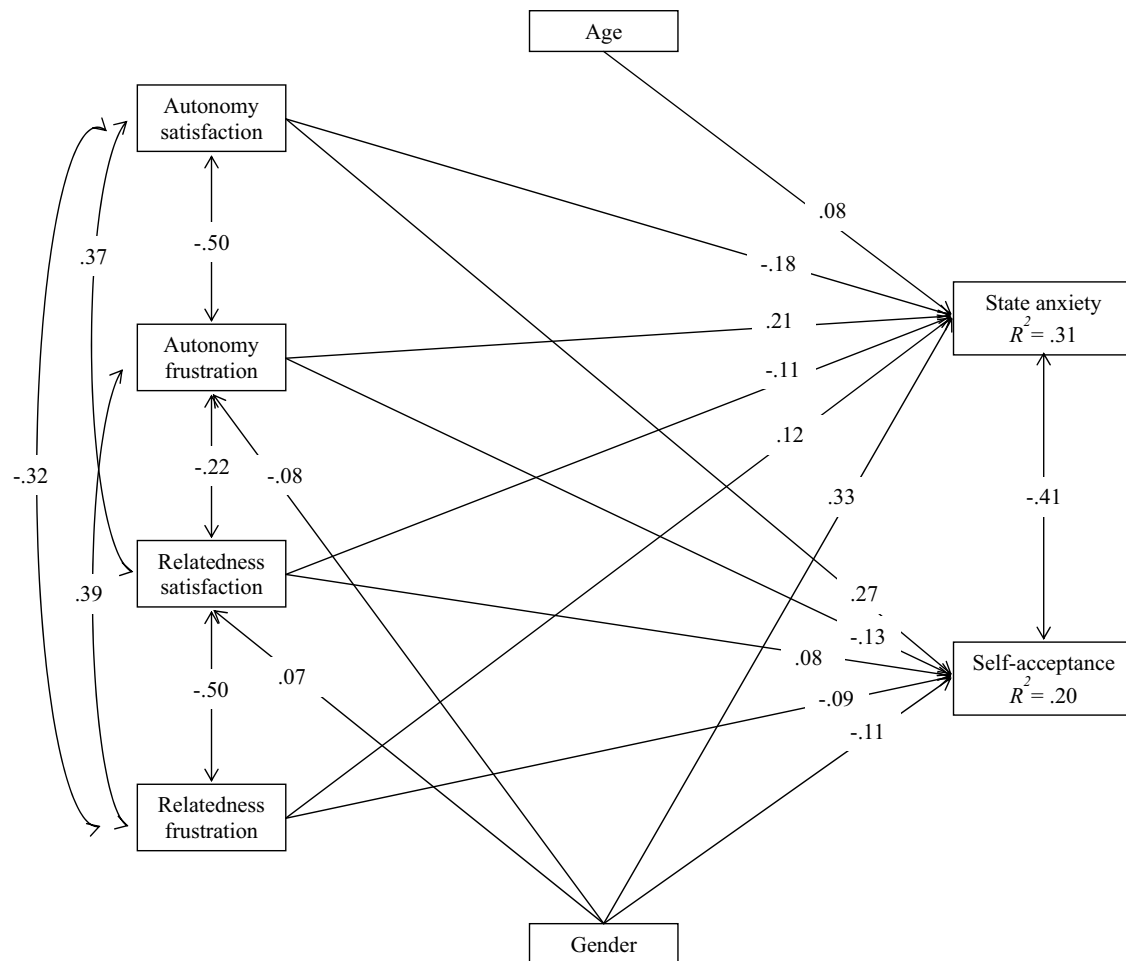 Age
Autonomy
satisfaction
.08
.37
-.50
-.18
State anxiety
R² = .31
Autonomy
frustration
.21
-.11
.12
-.32
-.22
-.08
.33
-.41
Relatedness
satisfaction
.39
.27
-.13
.08
Self-acceptance
R² = .20
.07
-.50
-.09
-.11
Relatedness
frustration
Gender